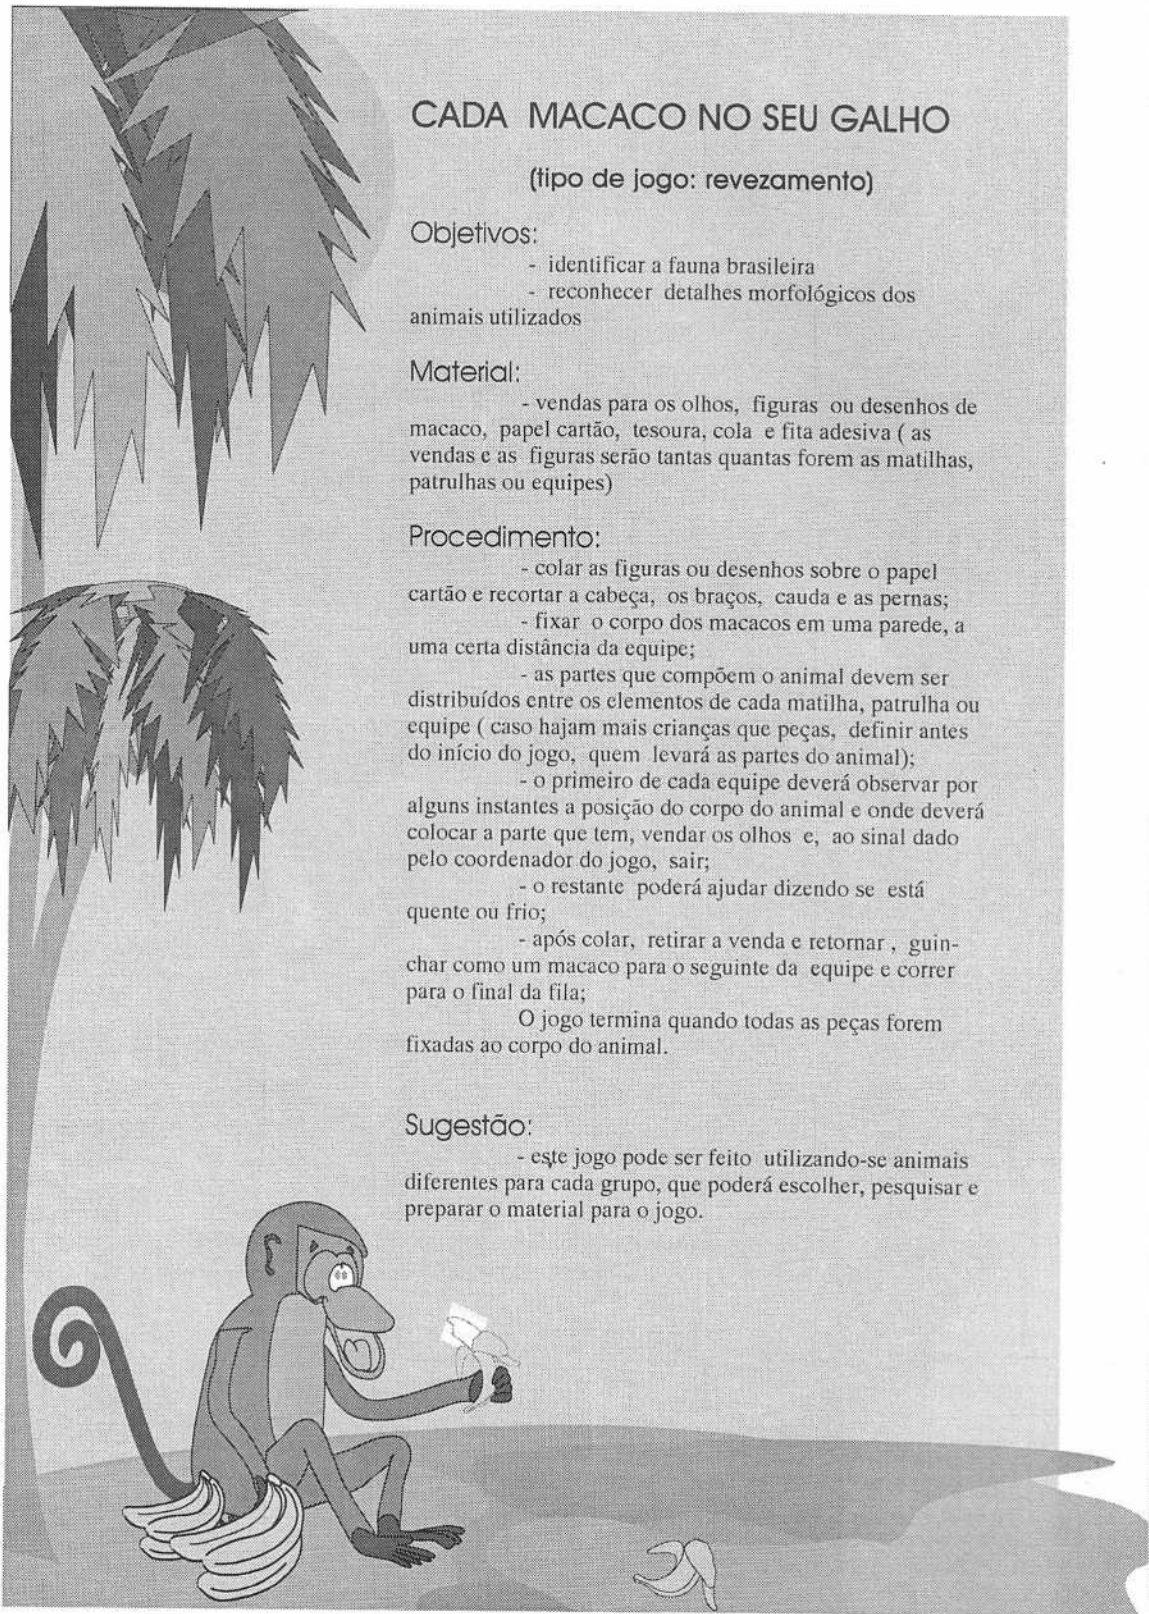 CADA MACACO NO SEU GALHO
(tipo de jogo: revezamento)
Objetivos:
- identificar a fauna brasileira
- reconhecer detalhes morfológicos dos
animais utilizados
Material:
- vendas para os olhos, figuras ou desenhos de
macaco, papel cartão, tesoura, cola e fita adesiva ( as
vendas e as figuras serão tantas quantas forem as matilhas,
patrulhas ou equipes)
Procedimento:
- colar as figuras ou desenhos sobre o papel
cartão e recortar a cabeça, os braços, cauda e as pernas;
- fixar o corpo dos macacos em uma parede, a
uma certa distância da equipe;
- as partes que compõem o animal devem ser
distribuídos entre os elementos de cada matilha, patrulha ou
equipe ( caso hajam mais crianças que peças, definir antes
do início do jogo, quem levará as partes do animal);
- o primeiro de cada equipe deverá observar por
alguns instantes a posição do corpo do animal e onde deverá
colocar a parte que tem, vendar os olhos e, ao sinal dado
pelo coordenador do jogo, sair;
- o restante poderá ajudar dizendo se está
quente ou frio;
- após colar, retirar a venda e retornar , guin-
char como um macaco para o seguinte da equipe e correr
para o final da fila;
O jogo termina quando todas as peças forem
fixadas ao corpo do animal.
Sugestão:
- este jogo pode ser feito utilizando-se animais
diferentes para cada grupo, que poderá escolher, pesquisar e
preparar o material para o jogo.